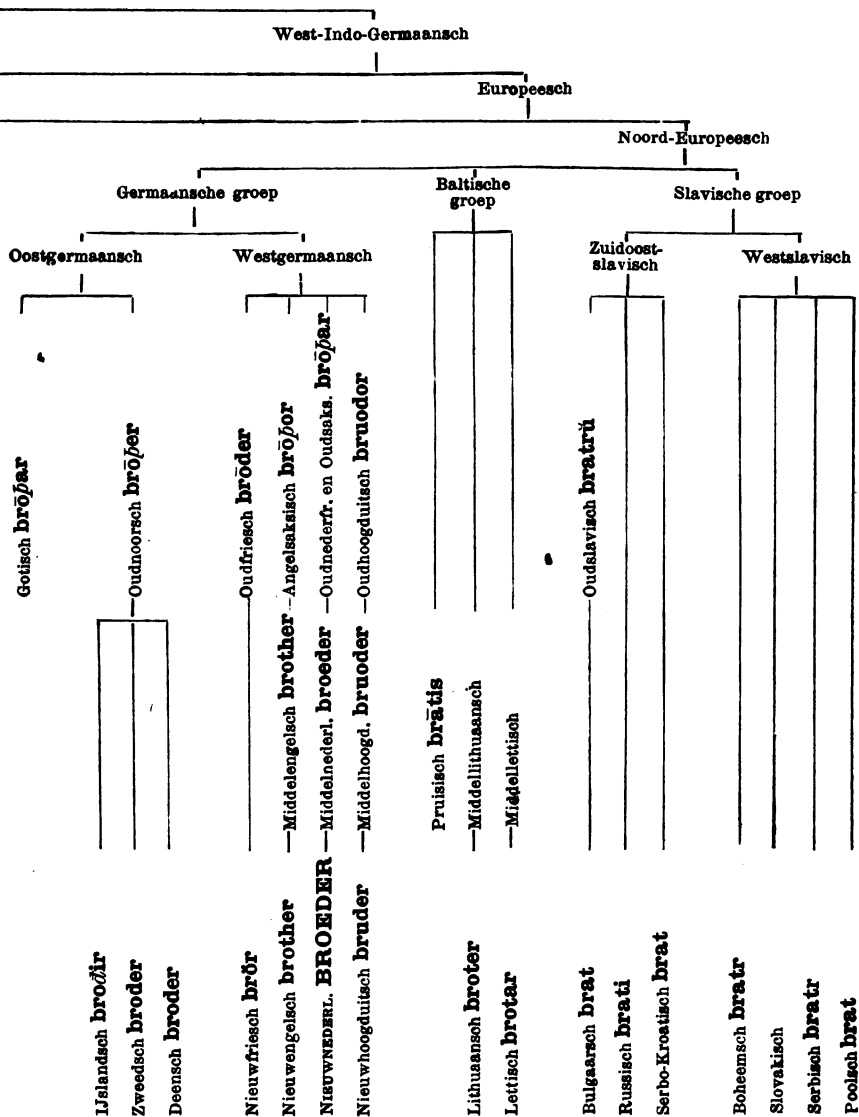 West-Indo-Germaansch
Europeesch
Noord-Europeesch
Germaansche groep
Baltische
groep
Slavische groep
Oostgermaansch
Westgermaansch
Zuidoost-
slavisch
Westslavisch
Gotisch brōþar
Oudnoorsch brōþer
Oudfriesch brōder
Angelsaksisch brōþor
Oudnederfr. en Oudsaks. brōþar
Oudhoogduitsch bruodor
Oudslavisch bratrŭ
Middelengelsch brother
Middelnederl. broeder
Middelhoogd. bruoder
Pruisisch brātis
Middellithuaansch
Middellettisch
IJslandsch brođir
Zweedsch broder
Deensch broder
Nieuwfriesch brōr
Nieuwengelsch brother
NIEUWNEDERL. BROEDER
Nieuwhoogduitsch bruder
Lithuaansch broter
Lettisch brotar
Bulgaarsch brat
Russisch brati
Serbo-Kroatisch brat
Boheemsch bratr
Slovakisch
Serbisch bratr
Poolsch brat